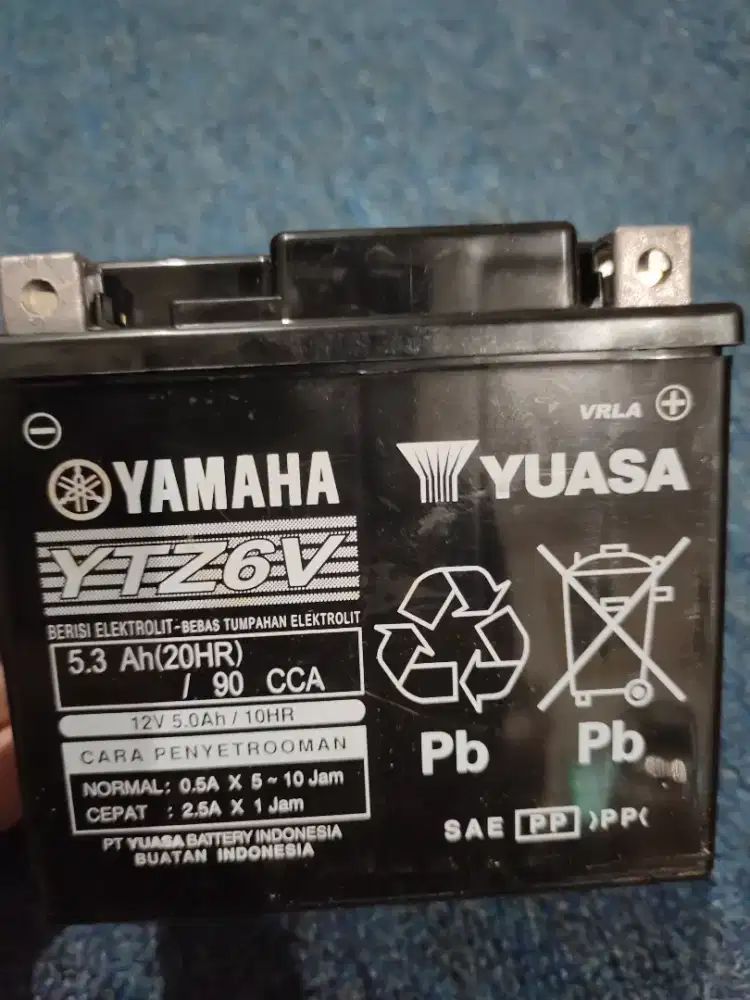 VRLA
YAMAHA
YUASA
YTZ6V
BERISI ELEKTROLIT-BEBAS TUMPAHAN ELEKTROLIT
5.3 Ah(20HR)
/ 90 CCA
12V 5.0Ah / 10HR
CARA PENYETROOMAN
NORMAL: 0.5A X 5~10 Jam
CEPAT : 2.5A X 1 Jam
PT YUASA BATTERY INDONESIA
BUATAN INDONESIA
Pb
Pb
SAE PP >PP<